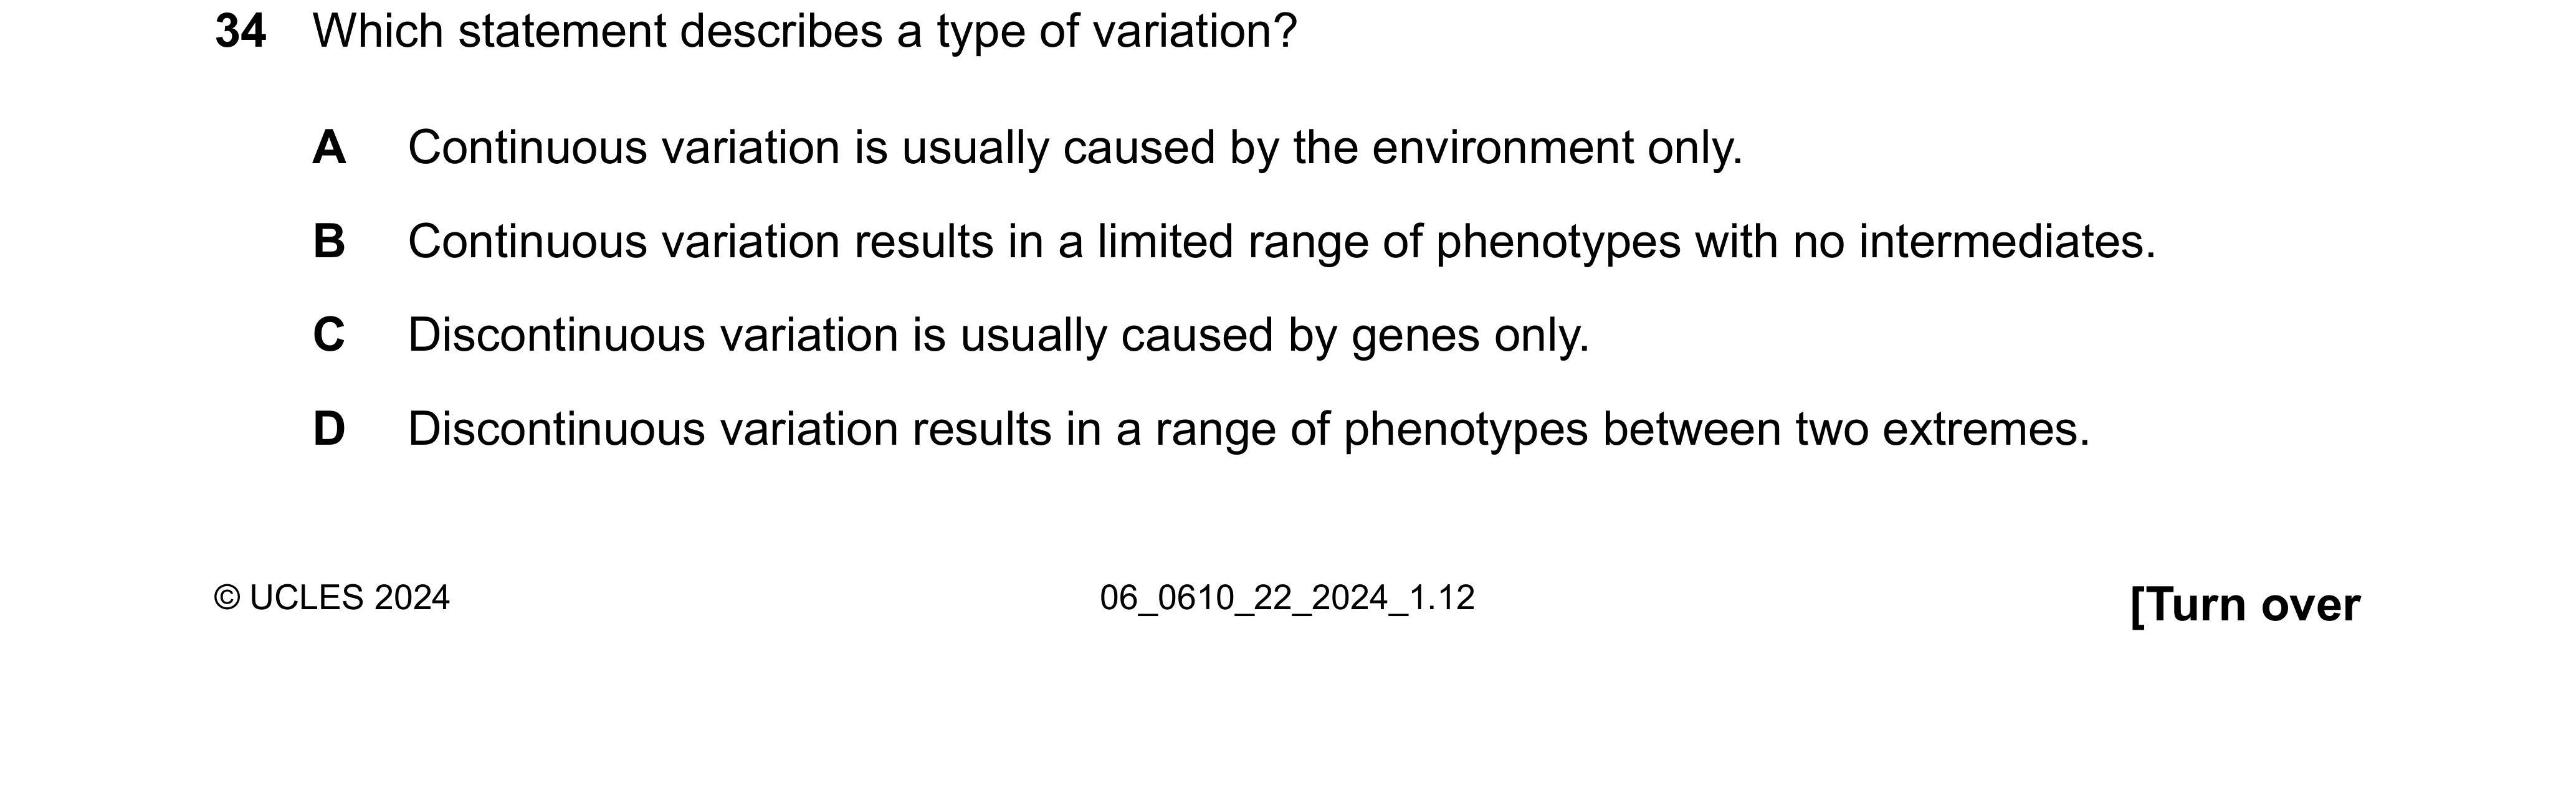 34 Which statement describes a type of variation?
A Continuous variation is usually caused by the environment only.
B Continuous variation results in a limited range of phenotypes with no intermediates.
C Discontinuous variation is usually caused by genes only.
D Discontinuous variation results in a range of phenotypes between two extremes.
© UCLES 2024 06_0610_22_2024_1.12 [Turn over